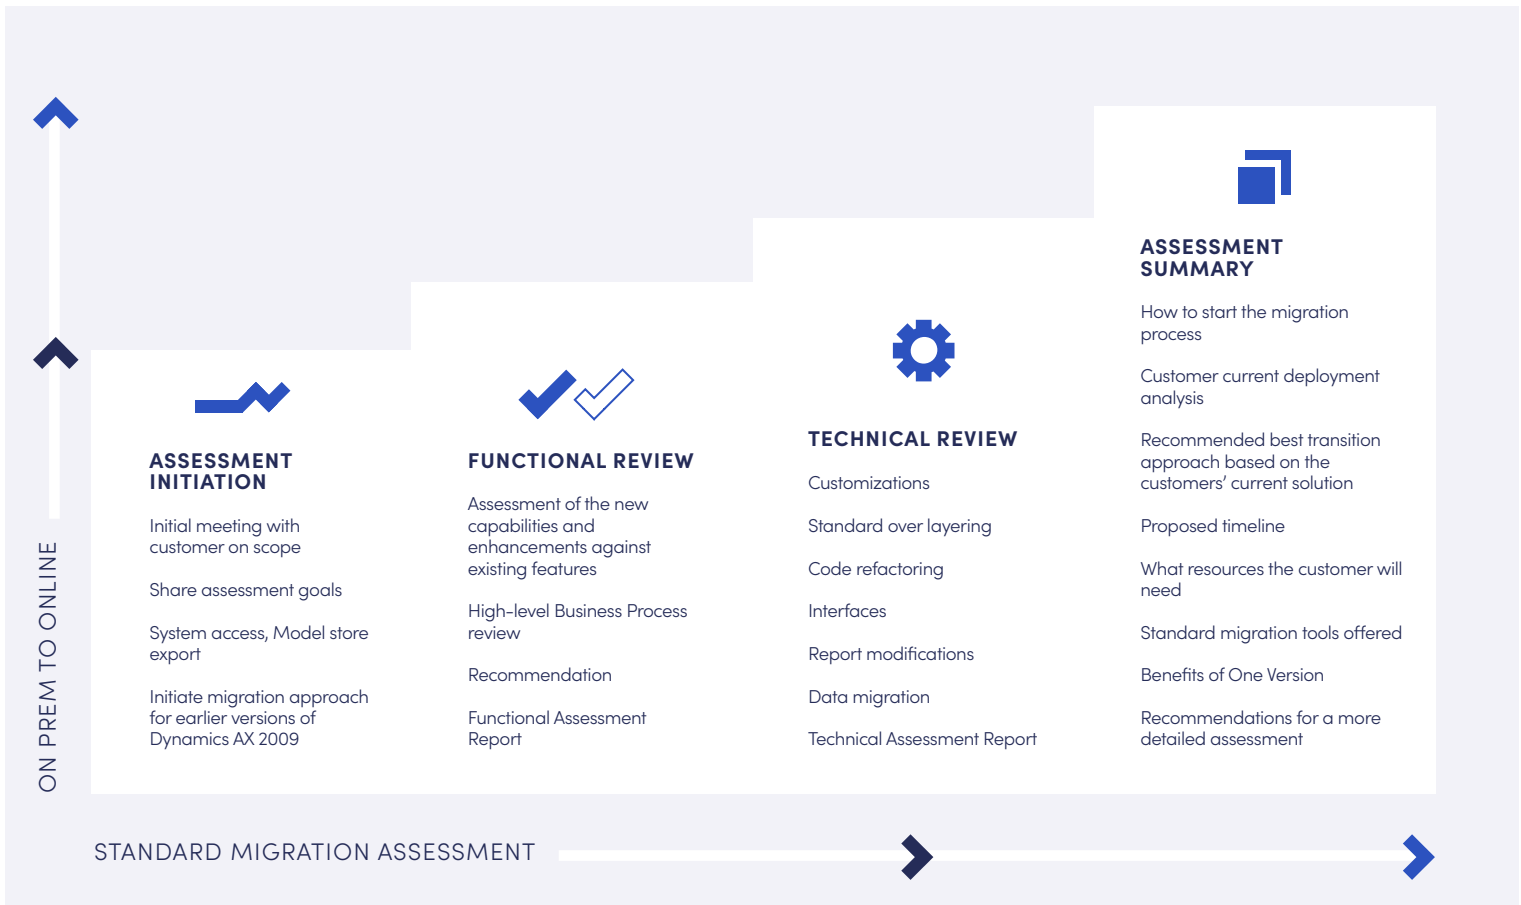 ASSESSMENT
INITIATION
Initial meeting with
customer on scope
Share assessment goals
System access, Model store
export
Initiate migration approach
for earlier versions of
Dynamics AX 2009
FUNCTIONAL REVIEW
Assessment of the new
capabilities and
enhancements against
existing features
High-level Business Process
review
Recommendation
Functional Assessment
Report
TECHNICAL REVIEW
Customizations
Standard over layering
Code refactoring
Interfaces
Report modifications
Data migration
Technical Assessment Report
ASSESSMENT
SUMMARY
How to start the migration
process
Customer current deployment
analysis
Recommended best transition
approach based on the
customers’ current solution
Proposed timeline
What resources the customer will
need
Standard migration tools offered
Benefits of One Version
Recommendations for a more
detailed assessment
ON PREM TO ONLINE
STANDARD MIGRATION ASSESSMENT